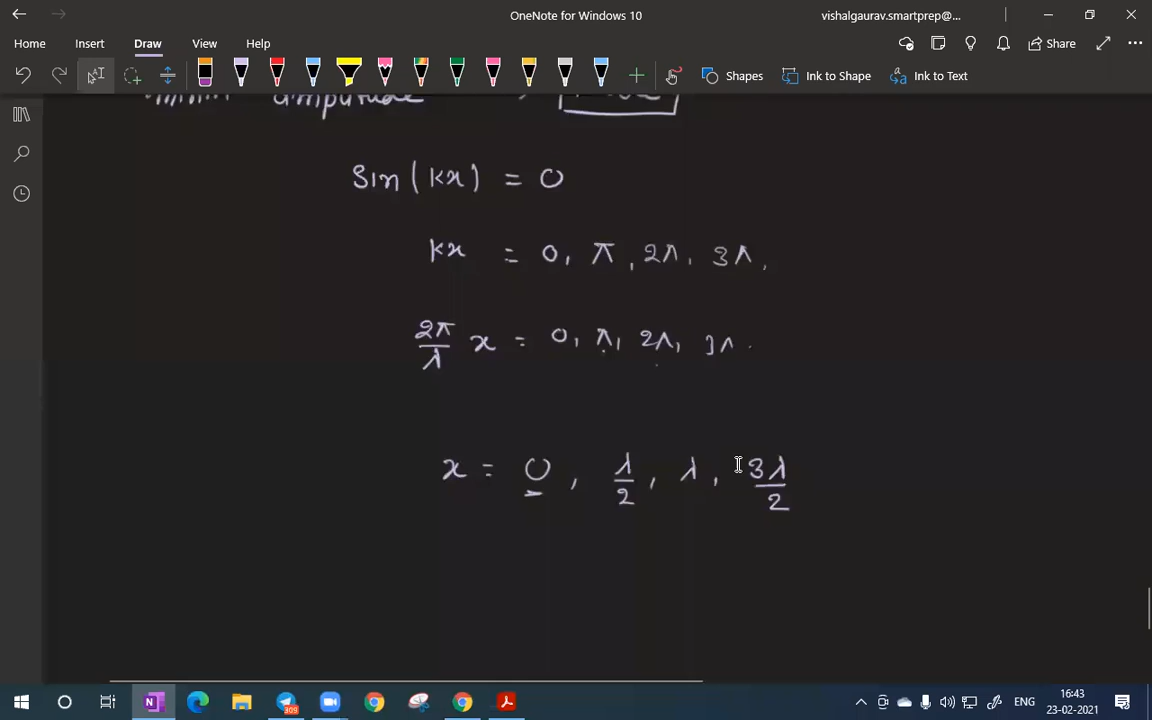 OneNote for Windows 10
vishalgaurav.smartprep@...
Home Insert Draw View Help
Share
Shapes Ink to Shape Ink to Text
amplitude
Sin(kx) = 0
kx = 0, π, 2π, 3π,
2π/λ x = 0, π, 2π, 3π.
x = 0, λ/2, λ, 3λ/2
309
ENG
16:43
23-02-2021